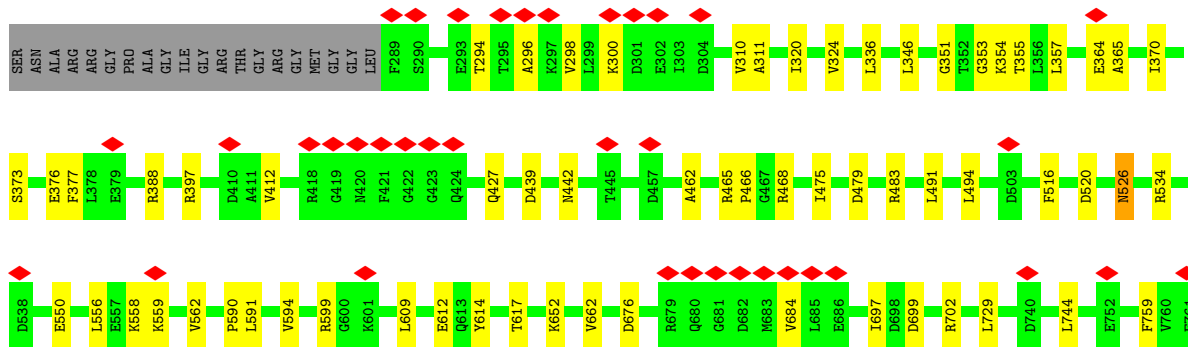 SER ASN ALA ARG ARG GLY PRO ALA GLY ILE GLY ARG THR GLY ARG GLY MET GLY GLY LEU F289 S290 E293 T294 T295 A296 K297 V298 L299 K300 D301 E302 I303 D304 V310 A311 I320 V324 L336 L346 G351 T352 G353 K354 T355 L356 L357 E364 A365 I370
S373 E376 F377 L378 E379 R388 R397 D410 A411 V412 R418 G419 N420 F421 G422 G423 Q424 Q427 D439 N442 T445 D457 A462 R465 P466 G467 R468 I475 D479 R483 L491 L494 D503 F516 D520 N526 R534
D538 E550 L556 E557 K558 K559 V562 P590 L591 V594 R599 G600 K601 L609 E612 Q613 Y614 T617 K652 V662 D676 R679 Q680 G681 D682 M683 V684 L685 E686 I697 D698 D699 R702 L729 D740 L744 E752 F759 V760